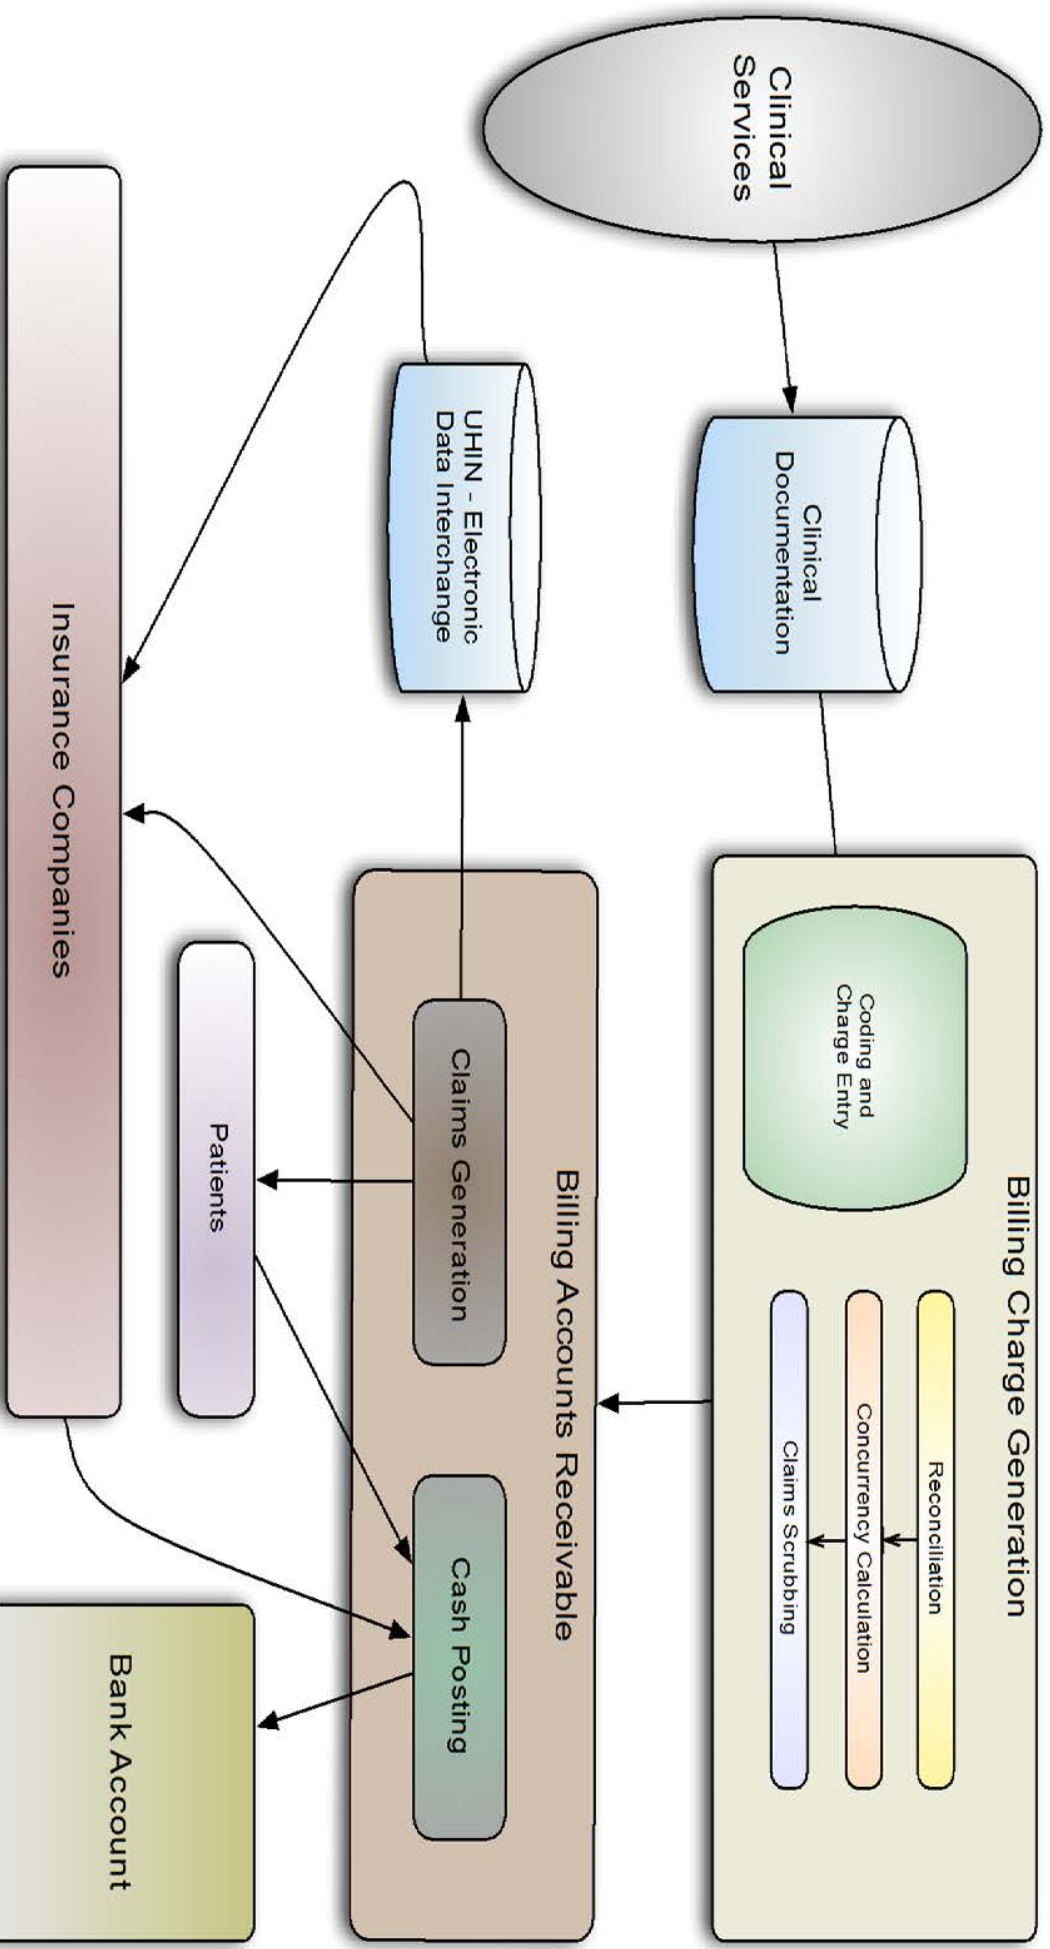 Clinical
Services
Clinical
Documentation
Billing Charge Generation
Coding and
Charge Entry
Reconciliation
Concurrency Calculation
Claims Scrubbing
UHIN - Electronic
Data Interchange
Billing Accounts Receivable
Claims Generation
Cash Posting
Patients
Insurance Companies
Bank Account